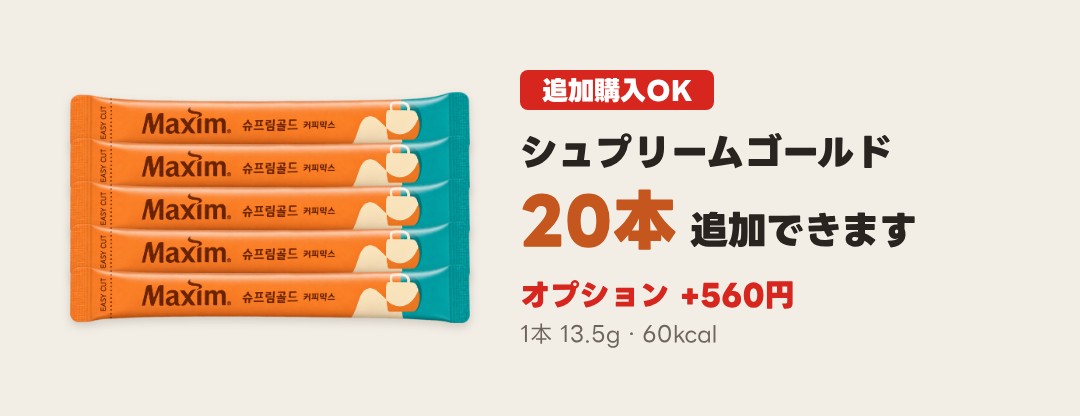 追加購入OK
シュプリームゴールド
20本 追加できます
オプション +560円
1本 13.5g · 60kcal
EASY CUT Maxim. 슈프림골드 커피믹스
EASY CUT Maxim. 슈프림골드 커피믹스
EASY CUT Maxim. 슈프림골드 커피믹스
EASY CUT Maxim. 슈프림골드 커피믹스
EASY CUT Maxim. 슈프림골드 커피믹스